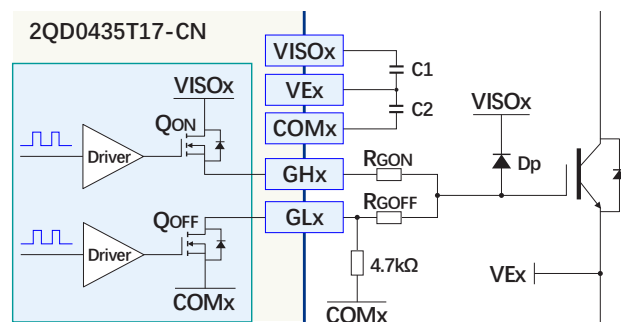 2QD0435T17-CN
VISOx
VEx
COMx
C1
C2
VISOx
QON
Driver
GHx
RGON
VISOx
Dp
QOFF
Driver
GLx
RGOFF
4.7kΩ
COMx
COMx
VEx